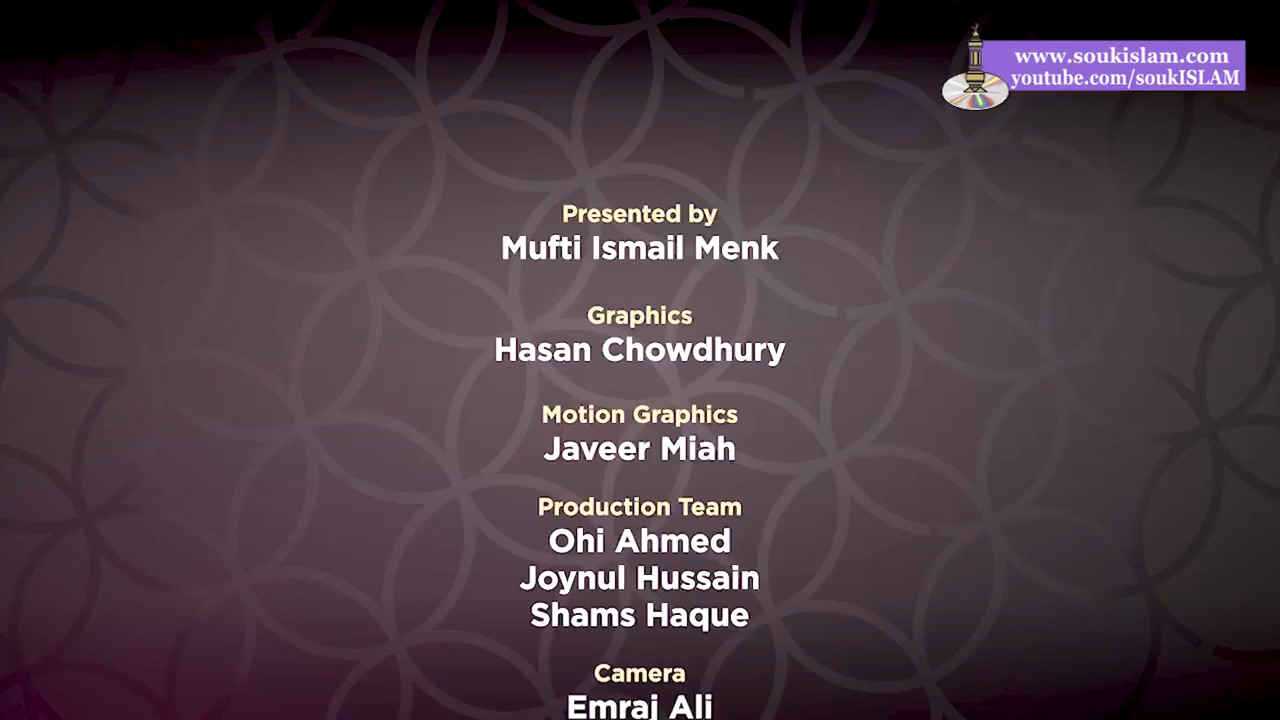 www.soukislam.com
youtube.com/soukISLAM
Presented by
Mufti Ismail Menk
Graphics
Hasan Chowdhury
Motion Graphics
Javeer Miah
Production Team
Ohi Ahmed
Joynul Hussain
Shams Haque
Camera
Emraj Ali